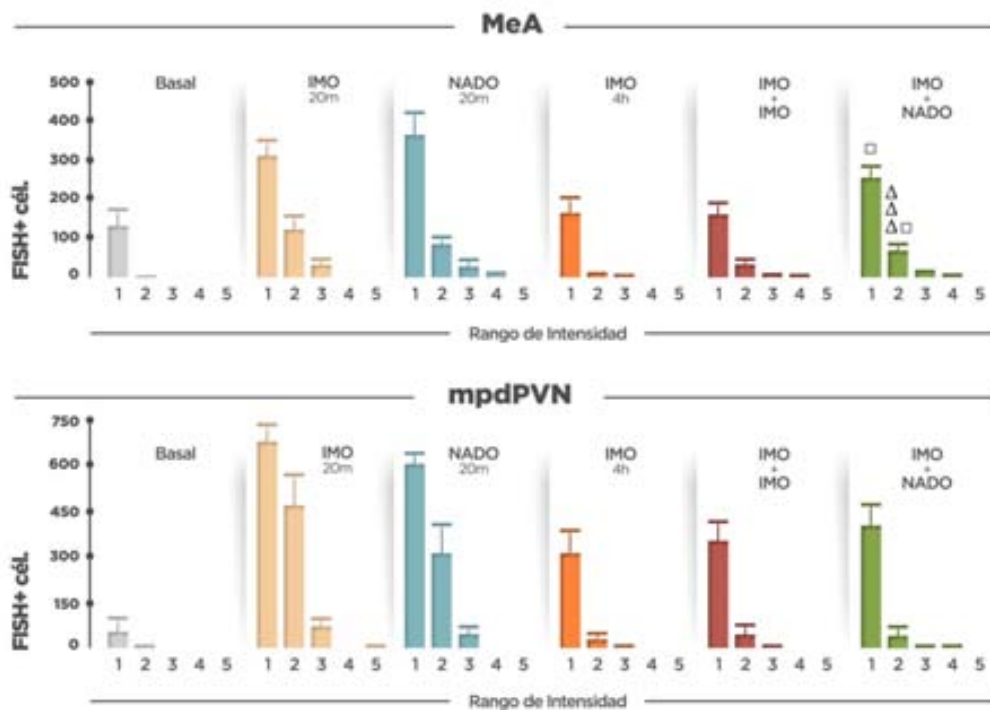 MeA
500
400
300
200
100
0
FISH+ cél.
Basal
IMO
20m
NADO
20m
IMO
4h
IMO
+
IMO
IMO
+
NADO
□
Δ
Δ
Δ □
1 2 3 4 5 1 2 3 4 5 1 2 3 4 5 1 2 3 4 5 1 2 3 4 5 1 2 3 4 5
Rango de Intensidad
mpdPVN
750
600
450
300
150
0
FISH+ cél.
Basal
IMO
20m
NADO
20m
IMO
4h
IMO
+
IMO
IMO
+
NADO
1 2 3 4 5 1 2 3 4 5 1 2 3 4 5 1 2 3 4 5 1 2 3 4 5 1 2 3 4 5
Rango de Intensidad